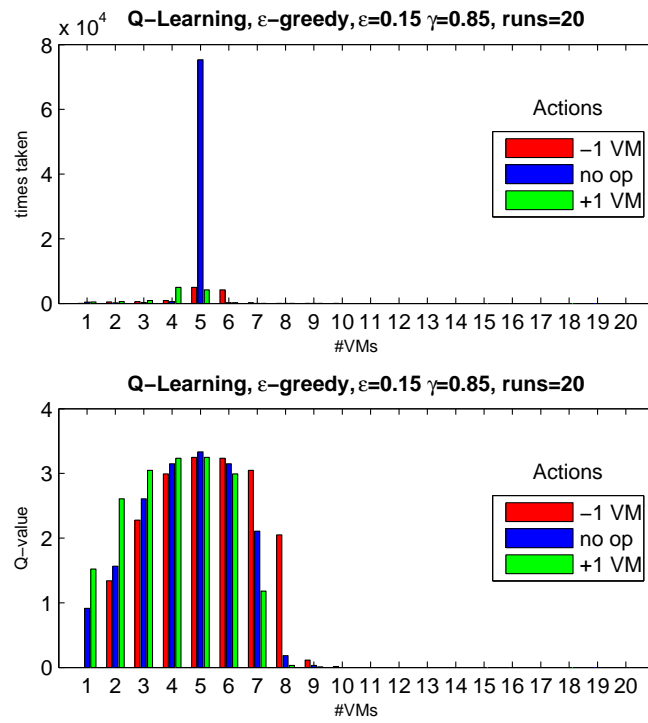 Q−Learning, ε−greedy, ε=0.15 γ=0.85, runs=20
x 10^4
8
6
4
2
0
times taken
Actions
−1 VM
no op
+1 VM
1 2 3 4 5 6 7 8 9 10 11 12 13 14 15 16 17 18 19 20
#VMs
Q−Learning, ε−greedy, ε=0.15 γ=0.85, runs=20
4
3
2
1
0
Q−value
Actions
−1 VM
no op
+1 VM
1 2 3 4 5 6 7 8 9 10 11 12 13 14 15 16 17 18 19 20
#VMs